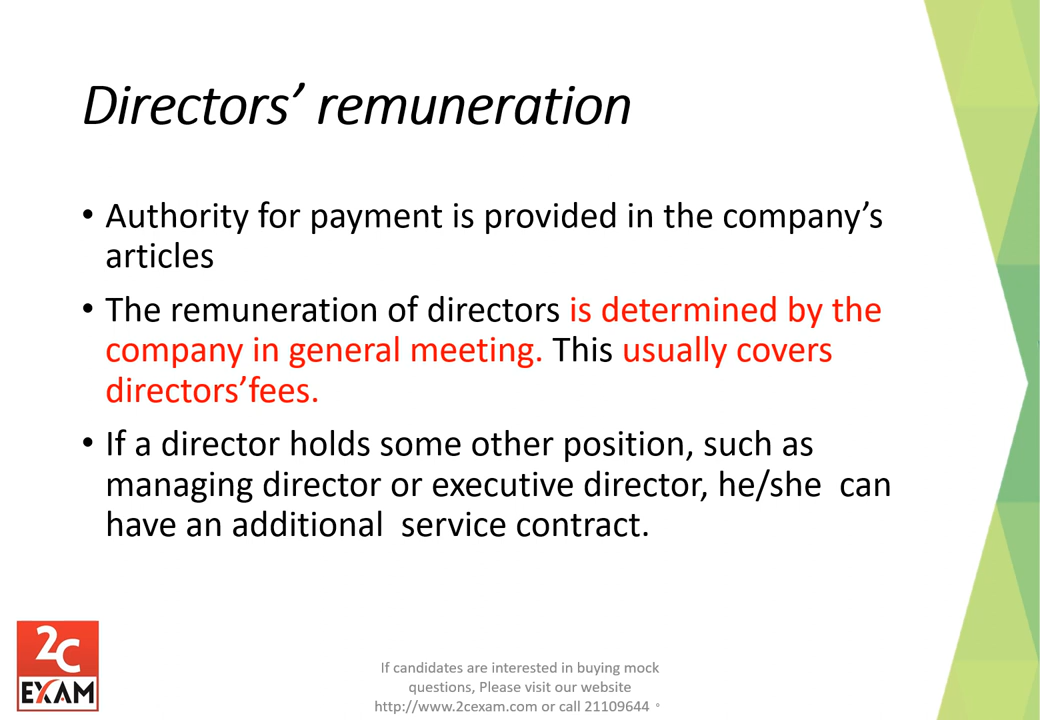 Directors’ remuneration
• Authority for payment is provided in the company’s
articles
• The remuneration of directors is determined by the
company in general meeting. This usually covers
directors’fees.
• If a director holds some other position, such as
managing director or executive director, he/she  can
have an additional  service contract.
2C
EXAM
If candidates are interested in buying mock
questions, Please visit our website
http://www.2cexam.com or call 21109644 。